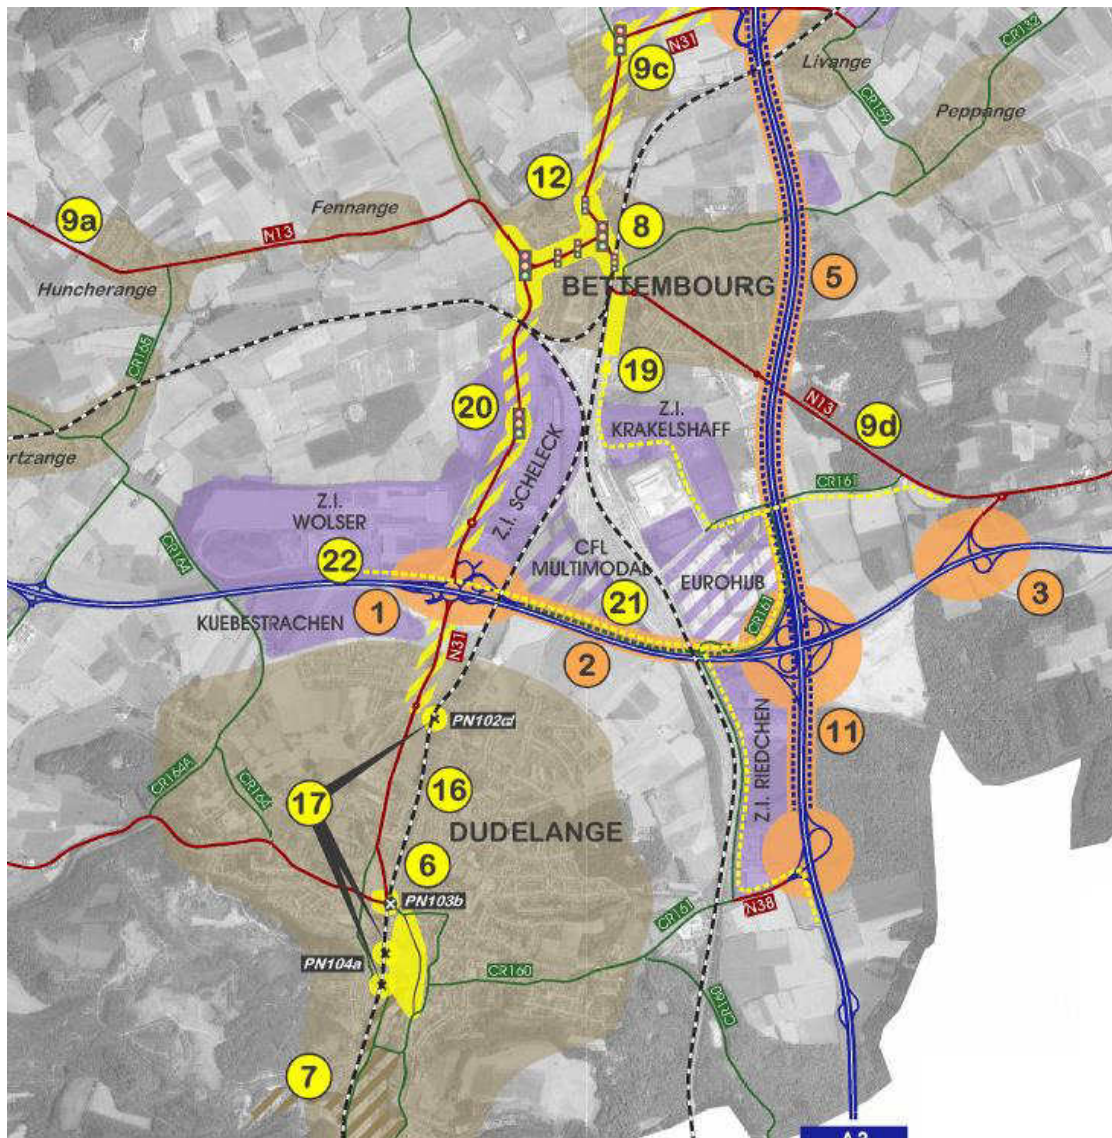 CR132
N31
9c
Livange
CR159
Peppange
12
Fennange
9a
N13
8
Huncherange
BETTEMBOURG
5
CR165
19
N13
20
Z.I.
KRAKELSHAFF
9d
ertzange
Z.I. SCHELECK
CR161
Z.I.
WOLSER
CR164
CFL
MULTIMODAL
22
EUROHUB
21
CR161
3
KUEBESTRACHEN
1
N31
2
PN102cd
11
Z.I. RIEDCHEN
CR164A
16
17
CR164
DUDELANGE
6
PN103b
N38
CR161
PN104a
CR160
CR160
7
A3